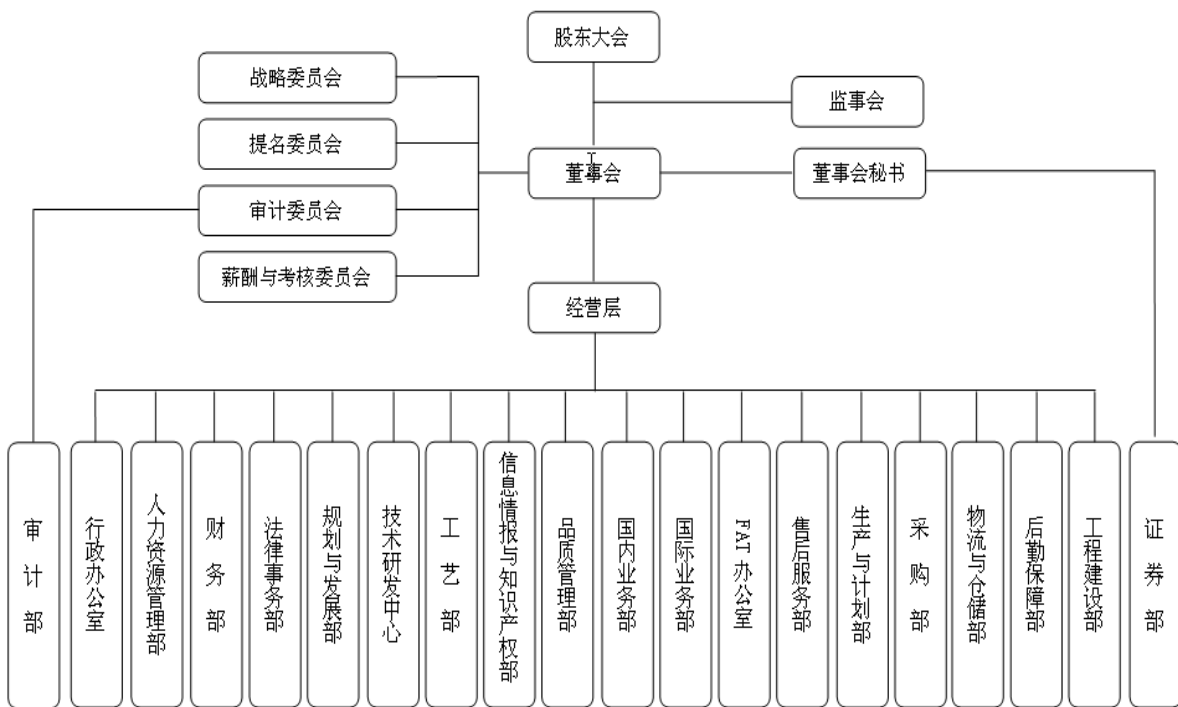 股东大会
战略委员会
监事会
提名委员会
董事会
董事会秘书
审计委员会
薪酬与考核委员会
经营层
审计部
行政办公室
人力资源管理部
财务部
法律事务部
规划与发展部
技术研发中心
工艺部
信息情报与知识产权部
品质管理部
国内业务部
国际业务部
FAT办公室
售后服务部
生产与计划部
采购部
物流与仓储部
后勤保障部
工程建设部
证券部